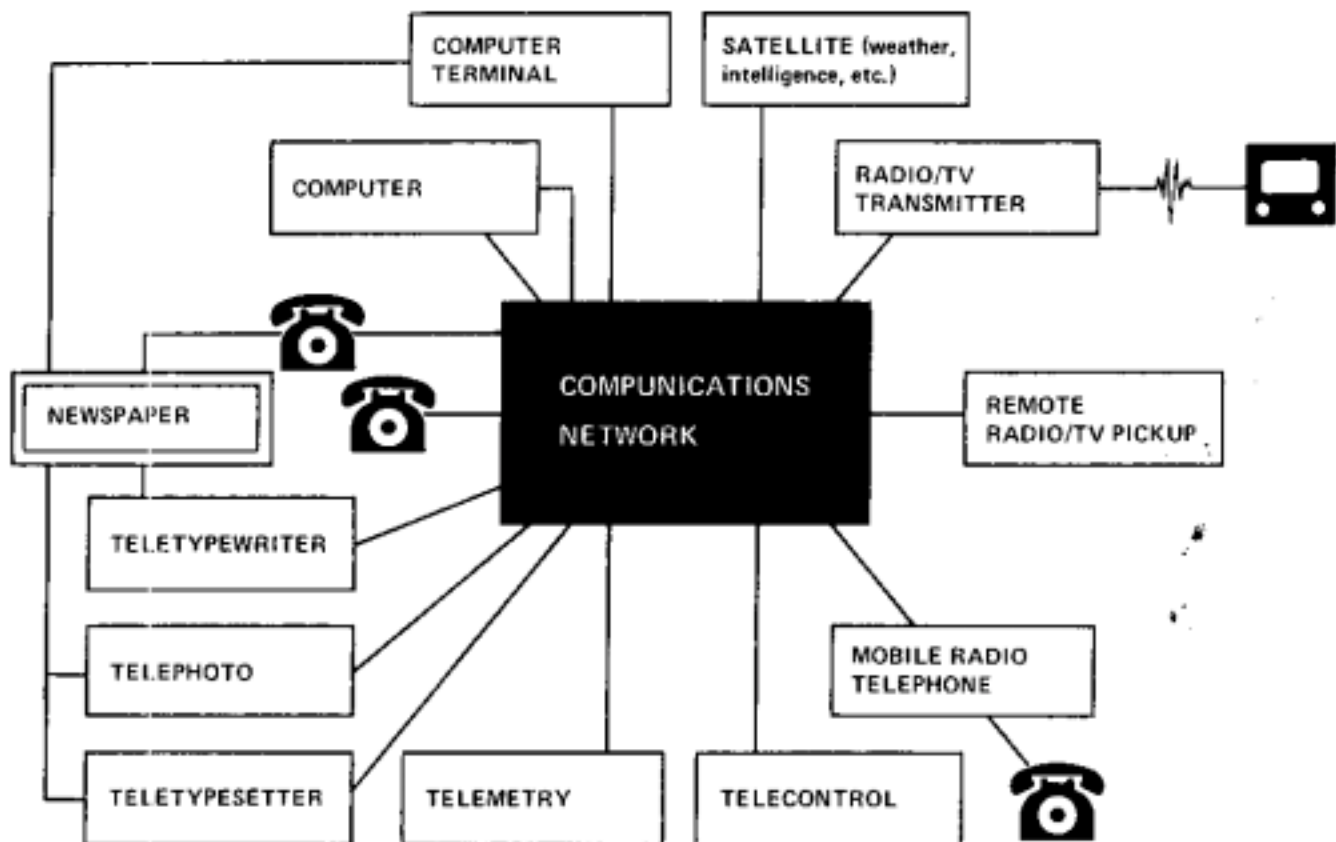 COMPUTER
TERMINAL
SATELLITE (weather,
intelligence, etc.)
COMPUTER
RADIO/TV
TRANSMITTER
NEWSPAPER
COMPUNICATIONS
NETWORK
REMOTE
RADIO/TV PICKUP
TELETYPEWRITER
TELEPHOTO
MOBILE RADIO
TELEPHONE
TELETYPESETTER
TELEMETRY
TELECONTROL